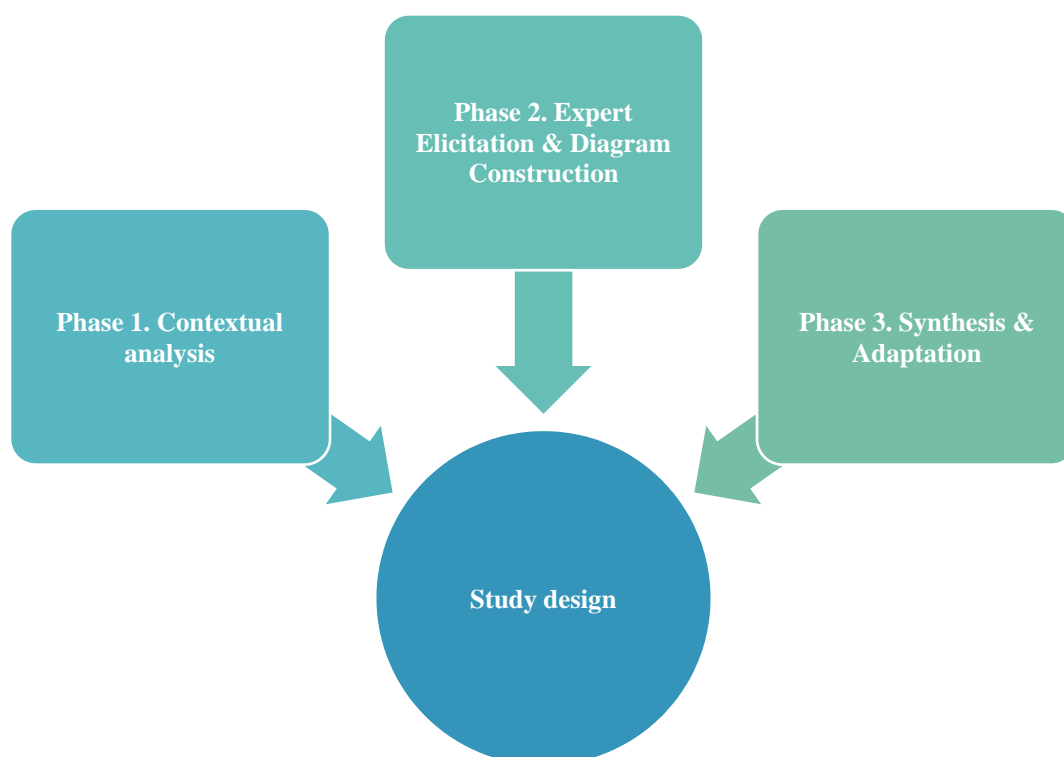 Phase 2. Expert
Elicitation & Diagram
Construction
Phase 1. Contextual
analysis
Phase 3. Synthesis &
Adaptation
Study design